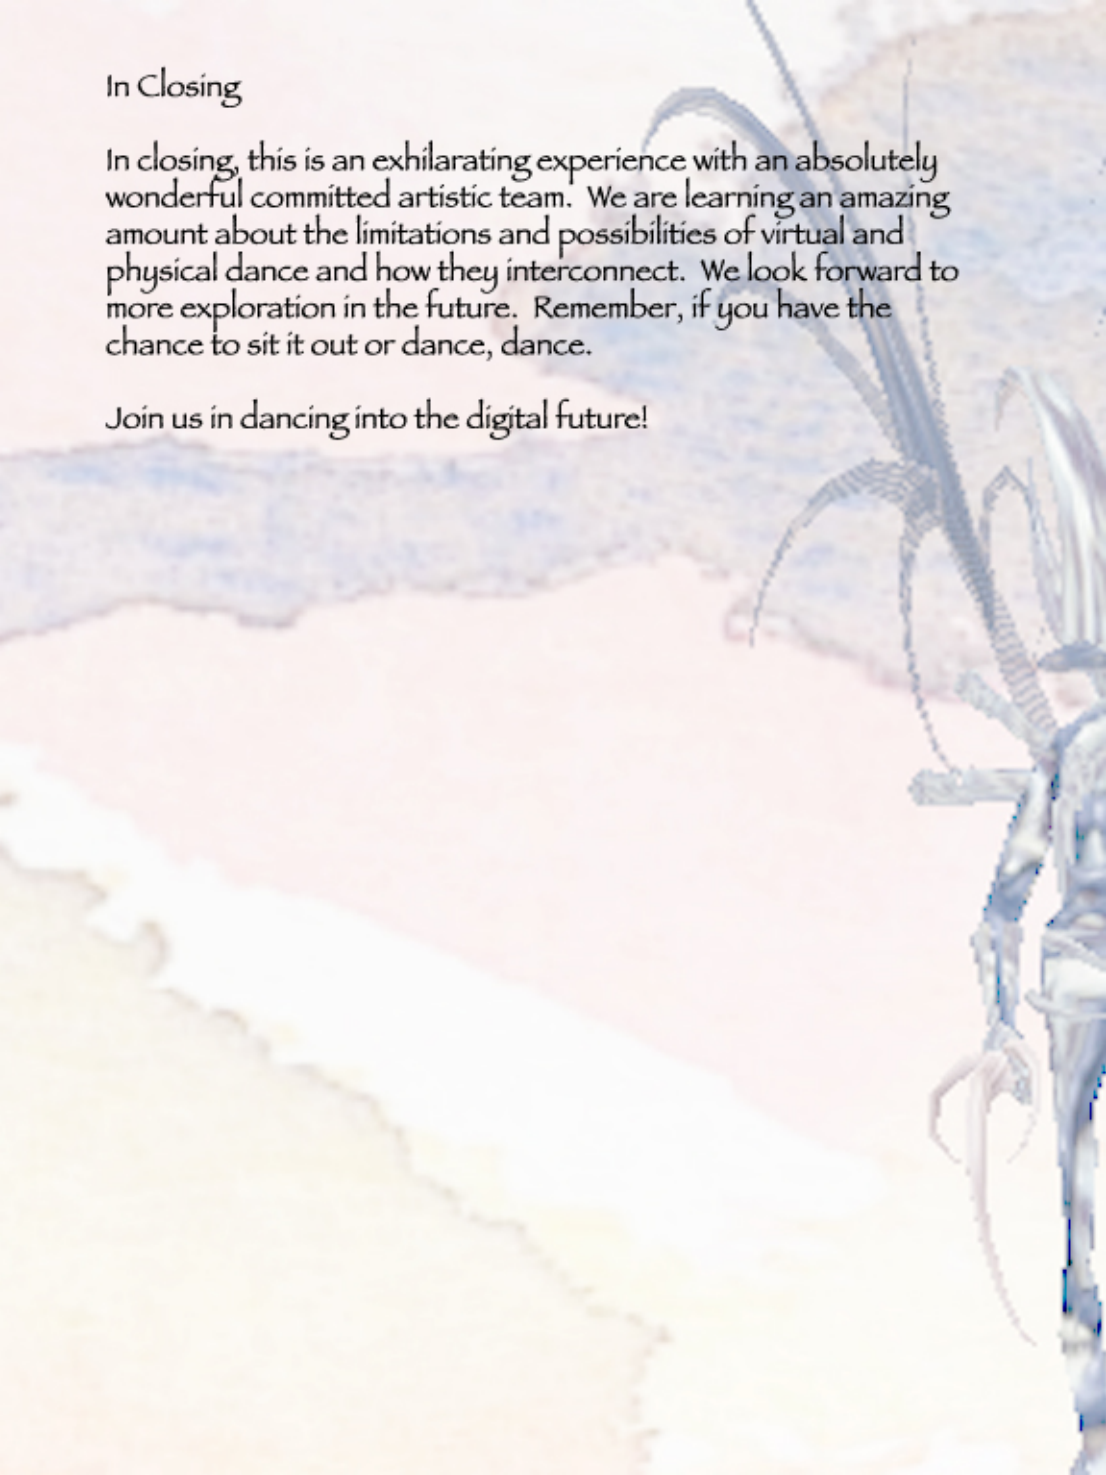 In Closing
In closing, this is an exhilarating experience with an absolutely
wonderful committed artistic team.  We are learning an amazing
amount about the limitations and possibilities of virtual and
physical dance and how they interconnect.  We look forward to
more exploration in the future.  Remember, if you have the
chance to sit it out or dance, dance.
Join us in dancing into the digital future!